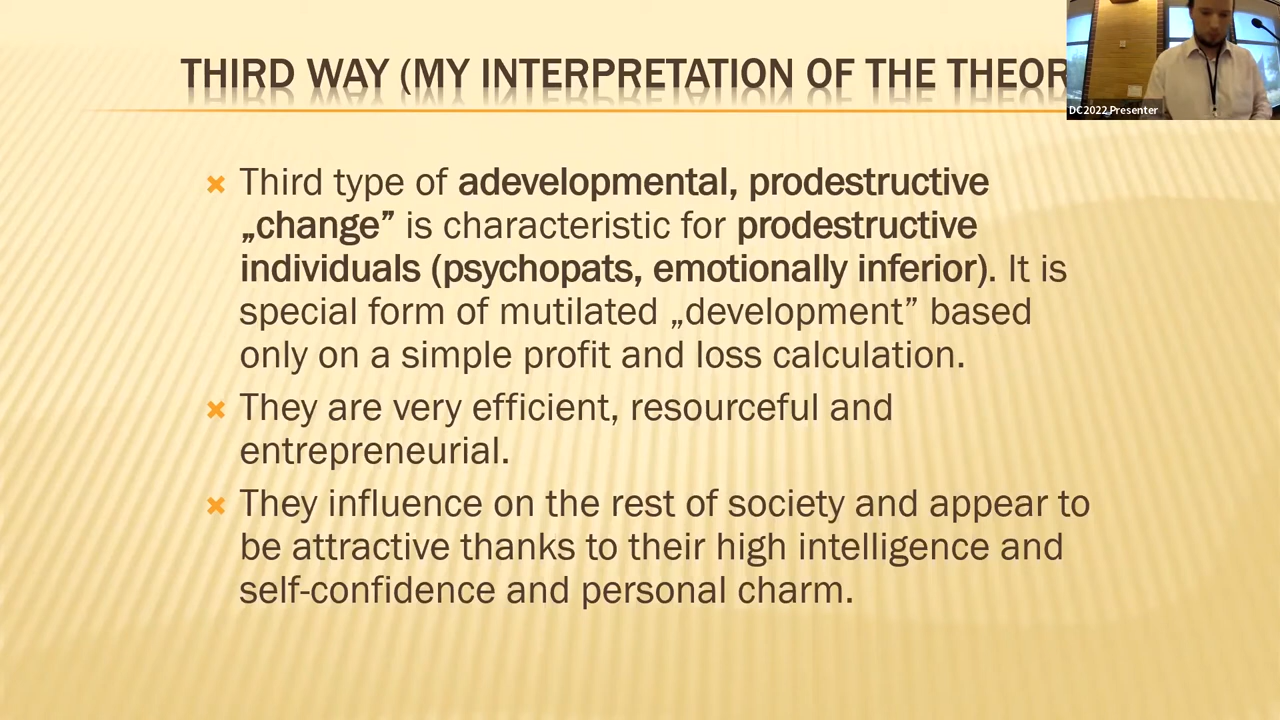 THIRD WAY (MY INTERPRETATION OF THE THEOR
DC2022 Presenter
Third type of adevelopmental, prodestructive
„change” is characteristic for prodestructive
individuals (psychopats, emotionally inferior). It is
special form of mutilated „development” based
only on a simple profit and loss calculation.
They are very efficient, resourceful and
entrepreneurial.
They influence on the rest of society and appear to
be attractive thanks to their high intelligence and
self-confidence and personal charm.